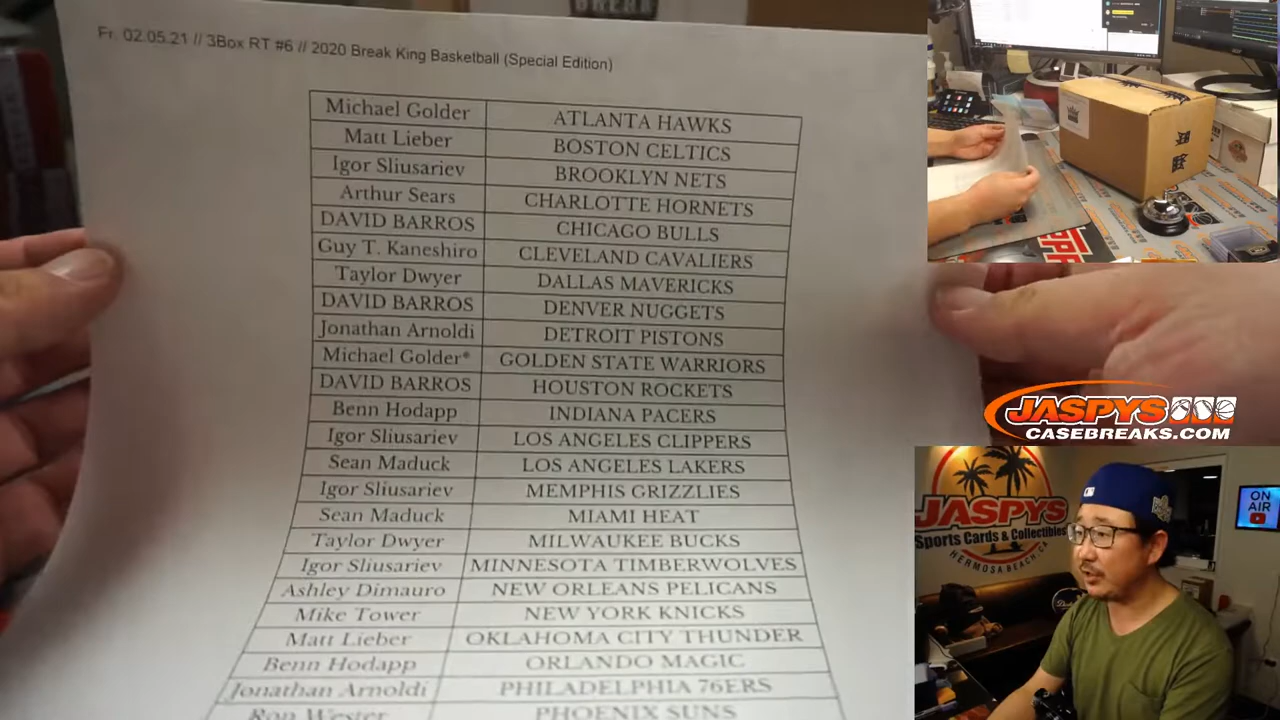 Fr. 02.05.21 // 3Box RT #6 // 2020 Break King Basketball (Special Edition)
Michael Golder ATLANTA HAWKS
Matt Lieber BOSTON CELTICS
Igor Sliusariev BROOKLYN NETS
Arthur Sears CHARLOTTE HORNETS
DAVID BARROS CHICAGO BULLS
Guy T. Kaneshiro CLEVELAND CAVALIERS
Taylor Dwyer DALLAS MAVERICKS
DAVID BARROS DENVER NUGGETS
Jonathan Arnoldi DETROIT PISTONS
Michael Golder* GOLDEN STATE WARRIORS
DAVID BARROS HOUSTON ROCKETS
Benn Hodapp INDIANA PACERS
Igor Sliusariev LOS ANGELES CLIPPERS
Sean Maduck LOS ANGELES LAKERS
Igor Sliusariev MEMPHIS GRIZZLIES
Sean Maduck MIAMI HEAT
Taylor Dwyer MILWAUKEE BUCKS
Igor Sliusariev MINNESOTA TIMBERWOLVES
Ashley Dimauro NEW ORLEANS PELICANS
Mike Tower NEW YORK KNICKS
Matt Lieber OKLAHOMA CITY THUNDER
Benn Hodapp ORLANDO MAGIC
Jonathan Arnoldi PHILADELPHIA 76ERS
Ron Wester PHOENIX SUNS
BREAK
TOPPS
JASPYS
CASEBREAKS.COM
JASPYS
Sports Cards & Collectibles
HERMOSA BEACH, CA
ON
AIR